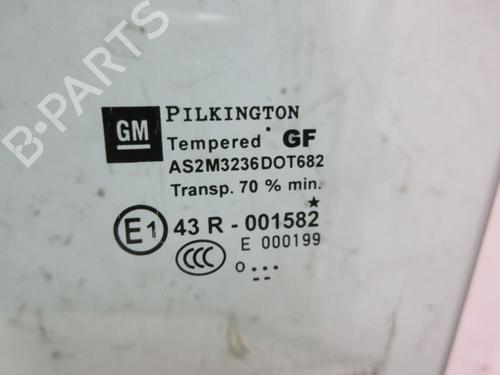 B-PARTS
GM PILKINGTON
Tempered GF
AS2M3236DOT682
Transp. 70 % min.
E1 43 R - 001582
E 000199
CCC
o...